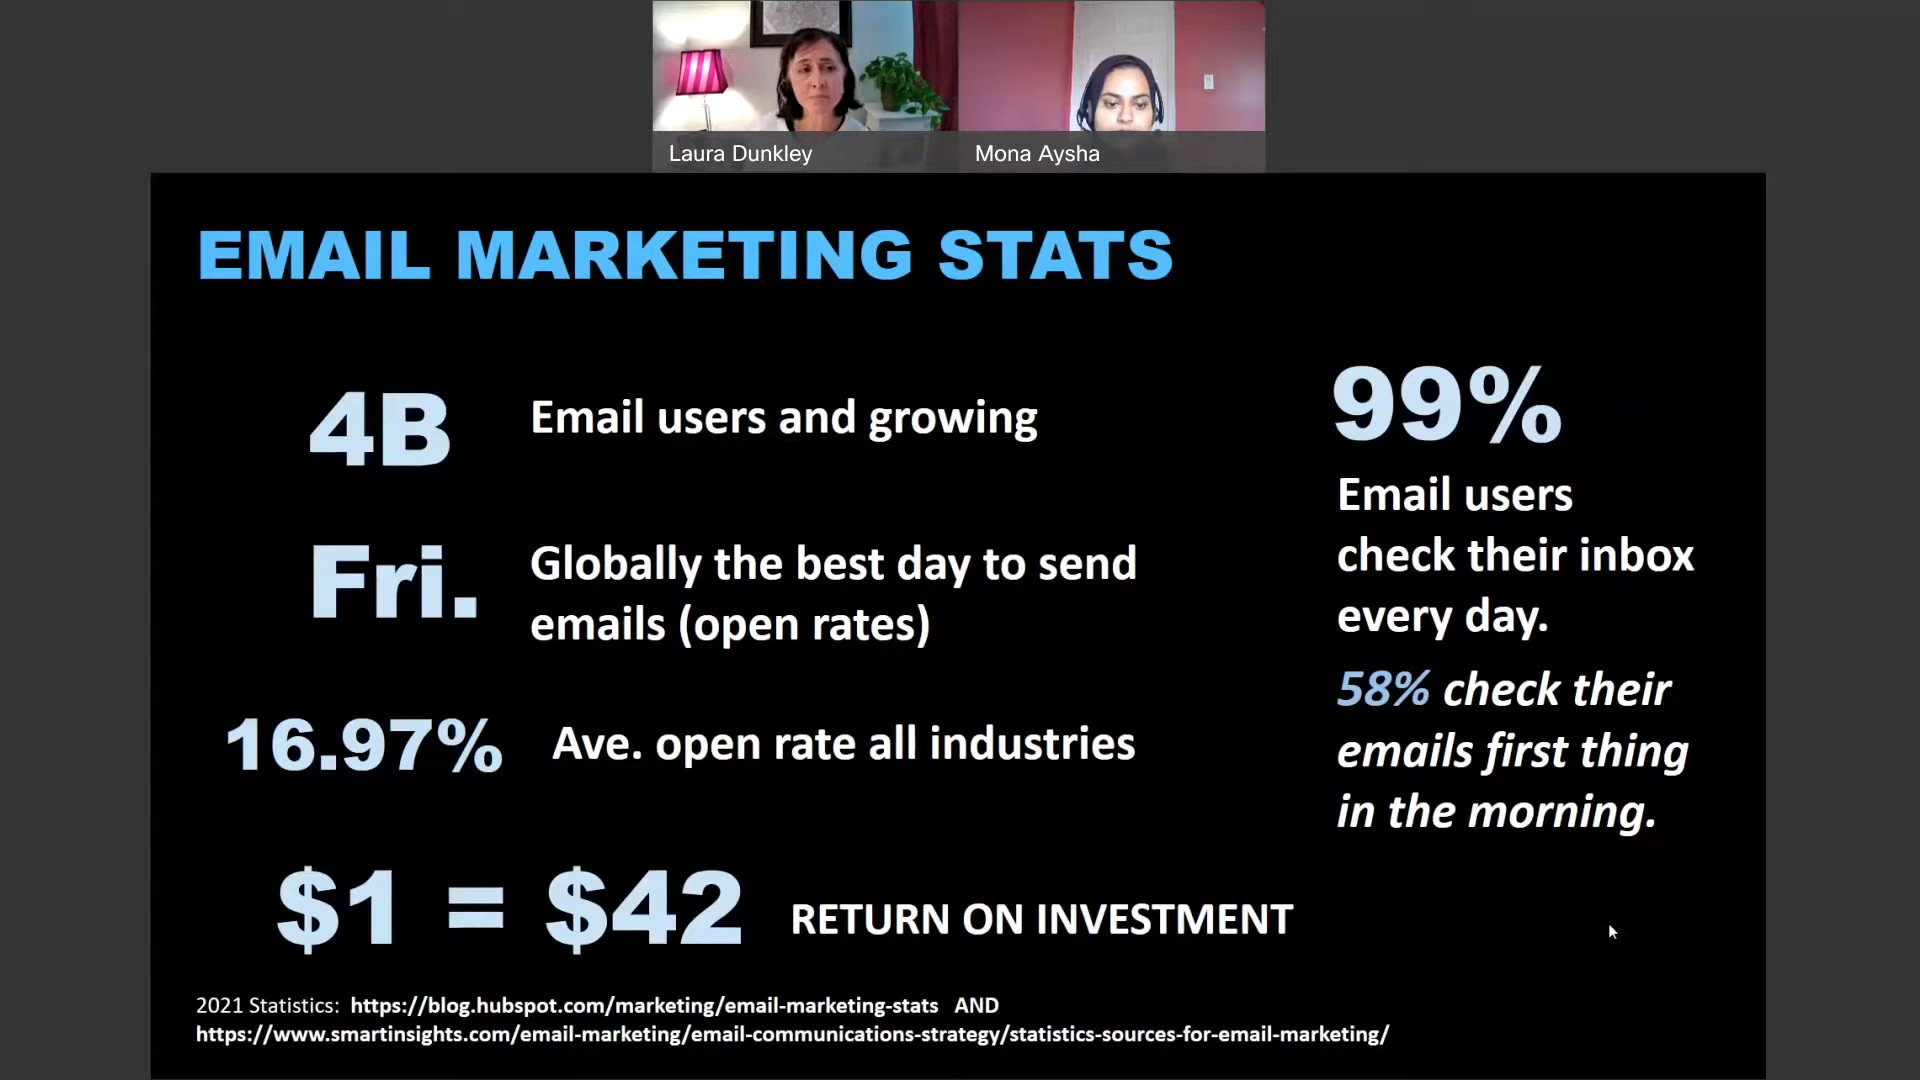 Laura Dunkley
Mona Aysha
EMAIL MARKETING STATS
4B
Email users and growing
Fri.
Globally the best day to send
emails (open rates)
16.97%
Ave. open rate all industries
$1 = $42
RETURN ON INVESTMENT
99%
Email users
check their inbox
every day.
58% check their
emails first thing
in the morning.
2021 Statistics: https://blog.hubspot.com/marketing/email-marketing-stats AND
https://www.smartinsights.com/email-marketing/email-communications-strategy/statistics-sources-for-email-marketing/